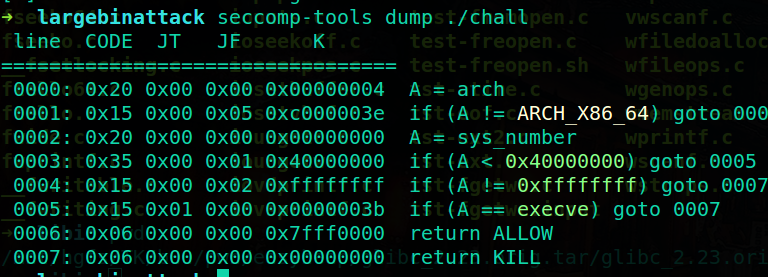 → largebinattack seccomp-tools dump ./chall
line CODE JT JF K
=================================
0000: 0x20 0x00 0x00 0x00000004 A = arch
0001: 0x15 0x00 0x05 0xc000003e if (A != ARCH_X86_64) goto 000
0002: 0x20 0x00 0x00 0x00000000 A = sys_number
0003: 0x35 0x00 0x01 0x40000000 if (A < 0x40000000) goto 0005
0004: 0x15 0x00 0x02 0xffffffff if (A != 0xffffffff) goto 0007
0005: 0x15 0x01 0x00 0x0000003b if (A == execve) goto 0007
0006: 0x06 0x00 0x00 0x7fff0000 return ALLOW
0007: 0x06 0x00 0x00 0x00000000 return KILL
largebinattack